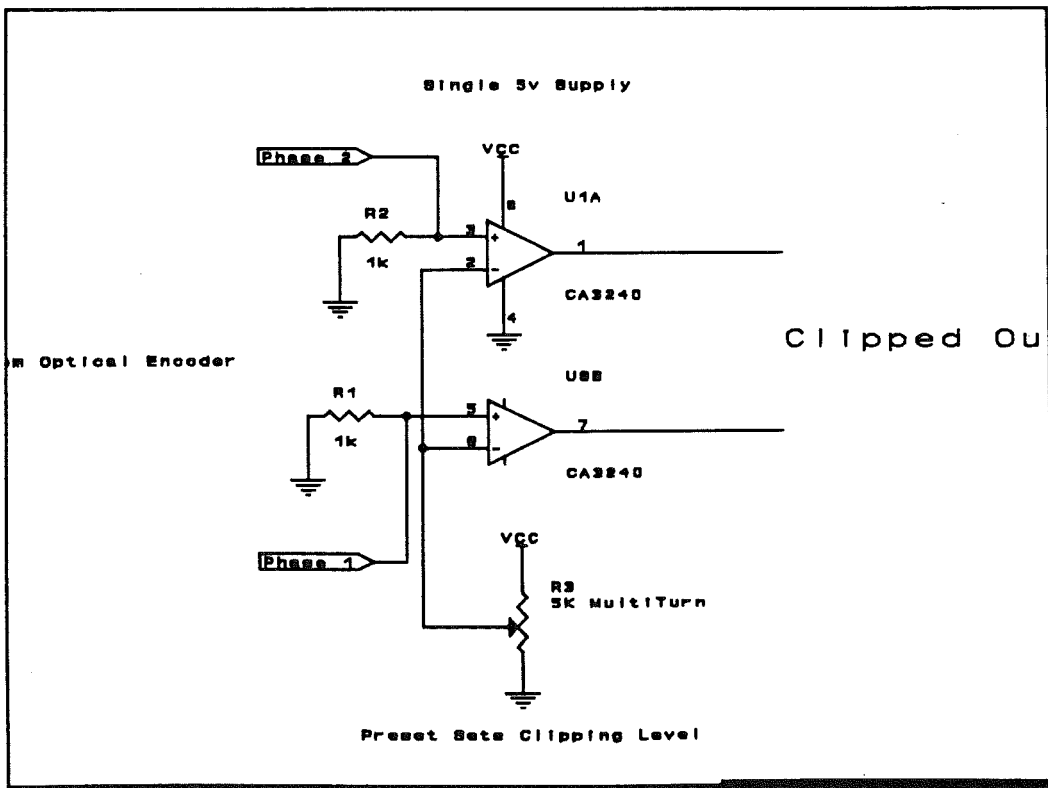 Single 5v Supply
Phase 2
VCC
8
U1A
R2
3
+
1
1k
2
-
CA3240
4
Clipped Ou
m Optical Encoder
U8B
R1
5
+
7
1k
6
-
CA3240
VCC
Phase 1
R3
5K MultiTurn
Preset Sets Clipping Level